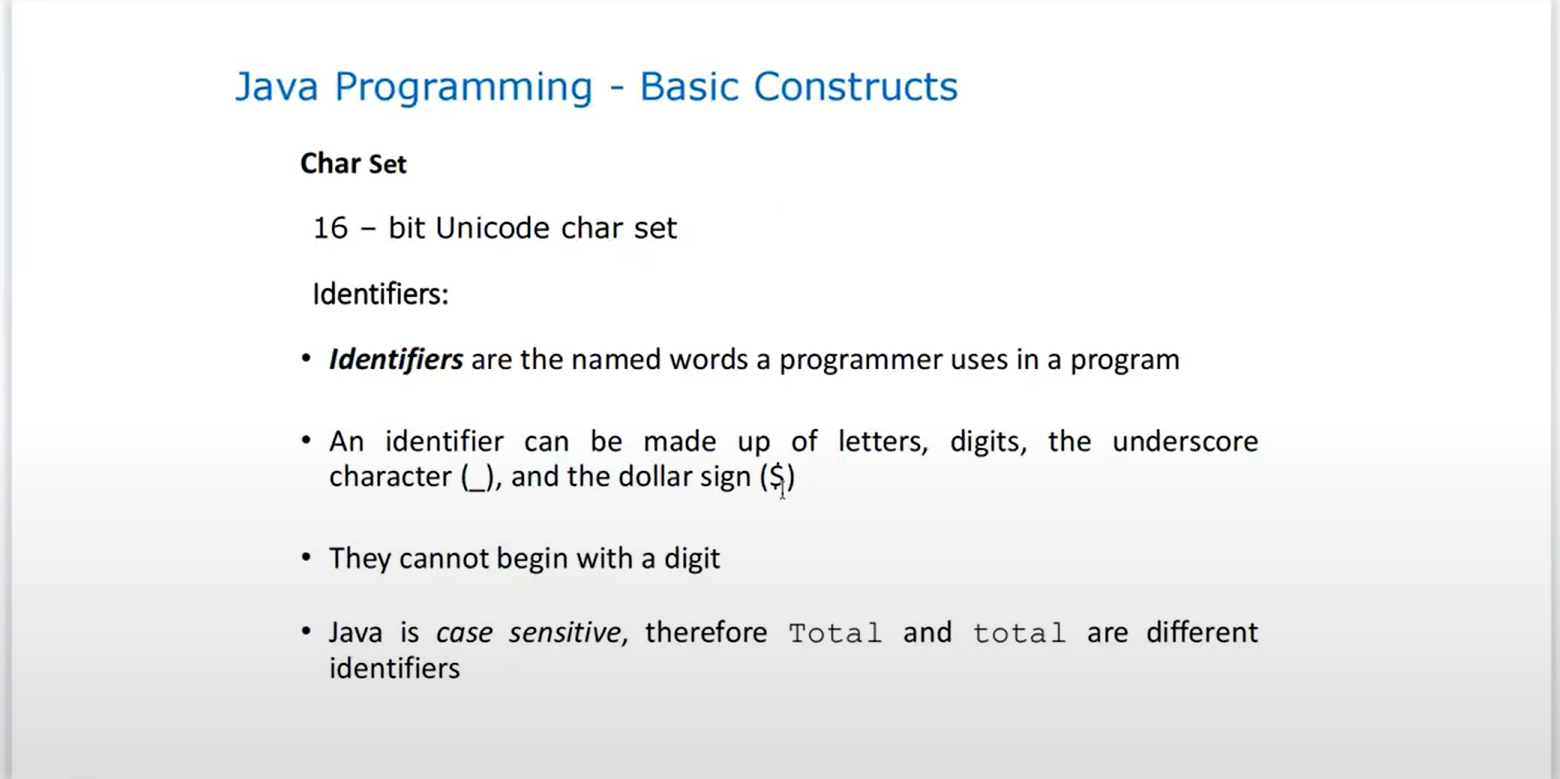 Java Programming - Basic Constructs
Char Set
16 – bit Unicode char set
Identifiers:
• Identifiers are the named words a programmer uses in a program
• An identifier can be made up of letters, digits, the underscore
character (_), and the dollar sign ($)
• They cannot begin with a digit
• Java is case sensitive, therefore Total and total are different
identifiers